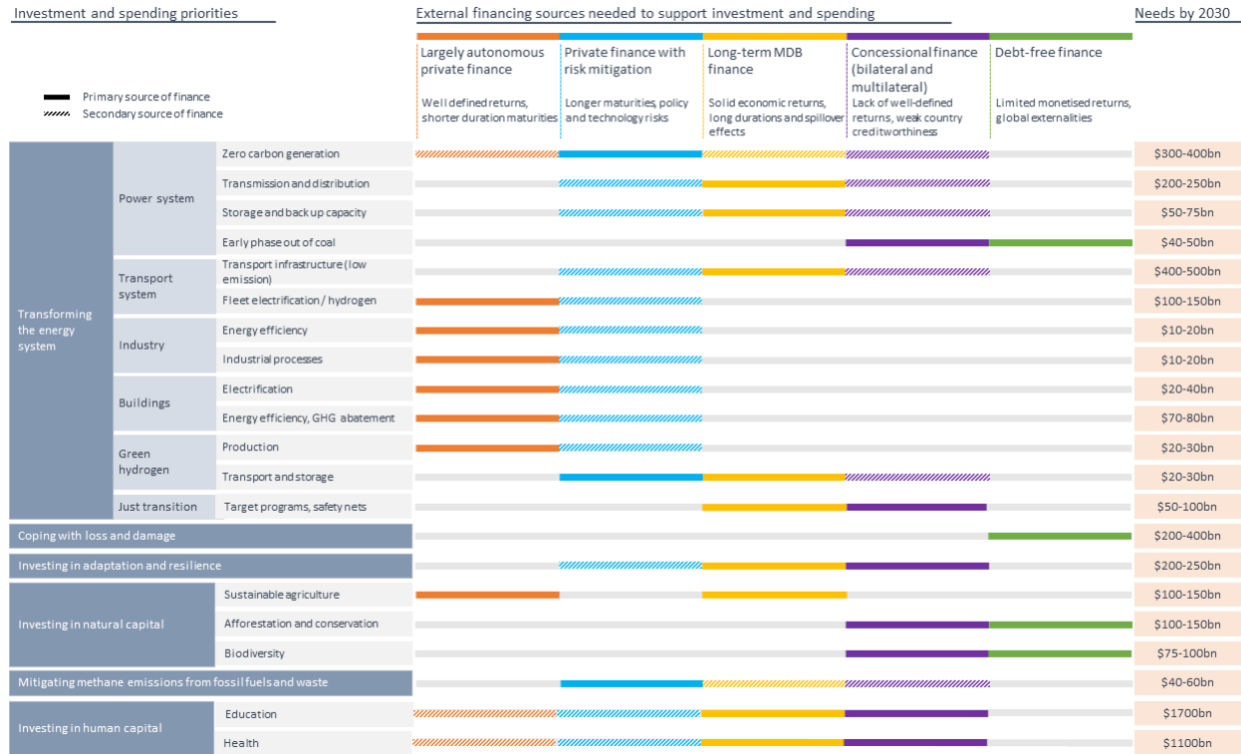 Investment and spending priorities
External financing sources needed to support investment and spending
Needs by 2030
Largely autonomous
private finance
Private finance with
risk mitigation
Long-term MDB
finance
Concessional finance
(bilateral and
multilateral)
Debt-free finance
Primary source of finance
Secondary source of finance
Well defined returns,
shorter duration maturities
Longer maturities, policy
and technology risks
Solid economic returns,
long durations and spillover
effects
Lack of well-defined
returns, weak country
creditworthiness
Limited monetised returns,
global externalities
Transforming
the energy
system
Power system
Zero carbon generation
$300-400bn
Transmission and distribution
$200-250bn
Storage and back up capacity
$50-75bn
Early phase out of coal
$40-50bn
Transport
system
Transport infrastructure (low
emission)
$400-500bn
Fleet electrification / hydrogen
$100-150bn
Industry
Energy efficiency
$10-20bn
Industrial processes
$10-20bn
Buildings
Electrification
$20-40bn
Energy efficiency, GHG abatement
$70-80bn
Green
hydrogen
Production
$20-30bn
Transport and storage
$20-30bn
Just transition
Target programs, safety nets
$50-100bn
Coping with loss and damage
$200-400bn
Investing in adaptation and resilience
$200-250bn
Investing in natural capital
Sustainable agriculture
$100-150bn
Afforestation and conservation
$100-150bn
Biodiversity
$75-100bn
Mitigating methane emissions from fossil fuels and waste
$40-60bn
Investing in human capital
Education
$1700bn
Health
$1100bn